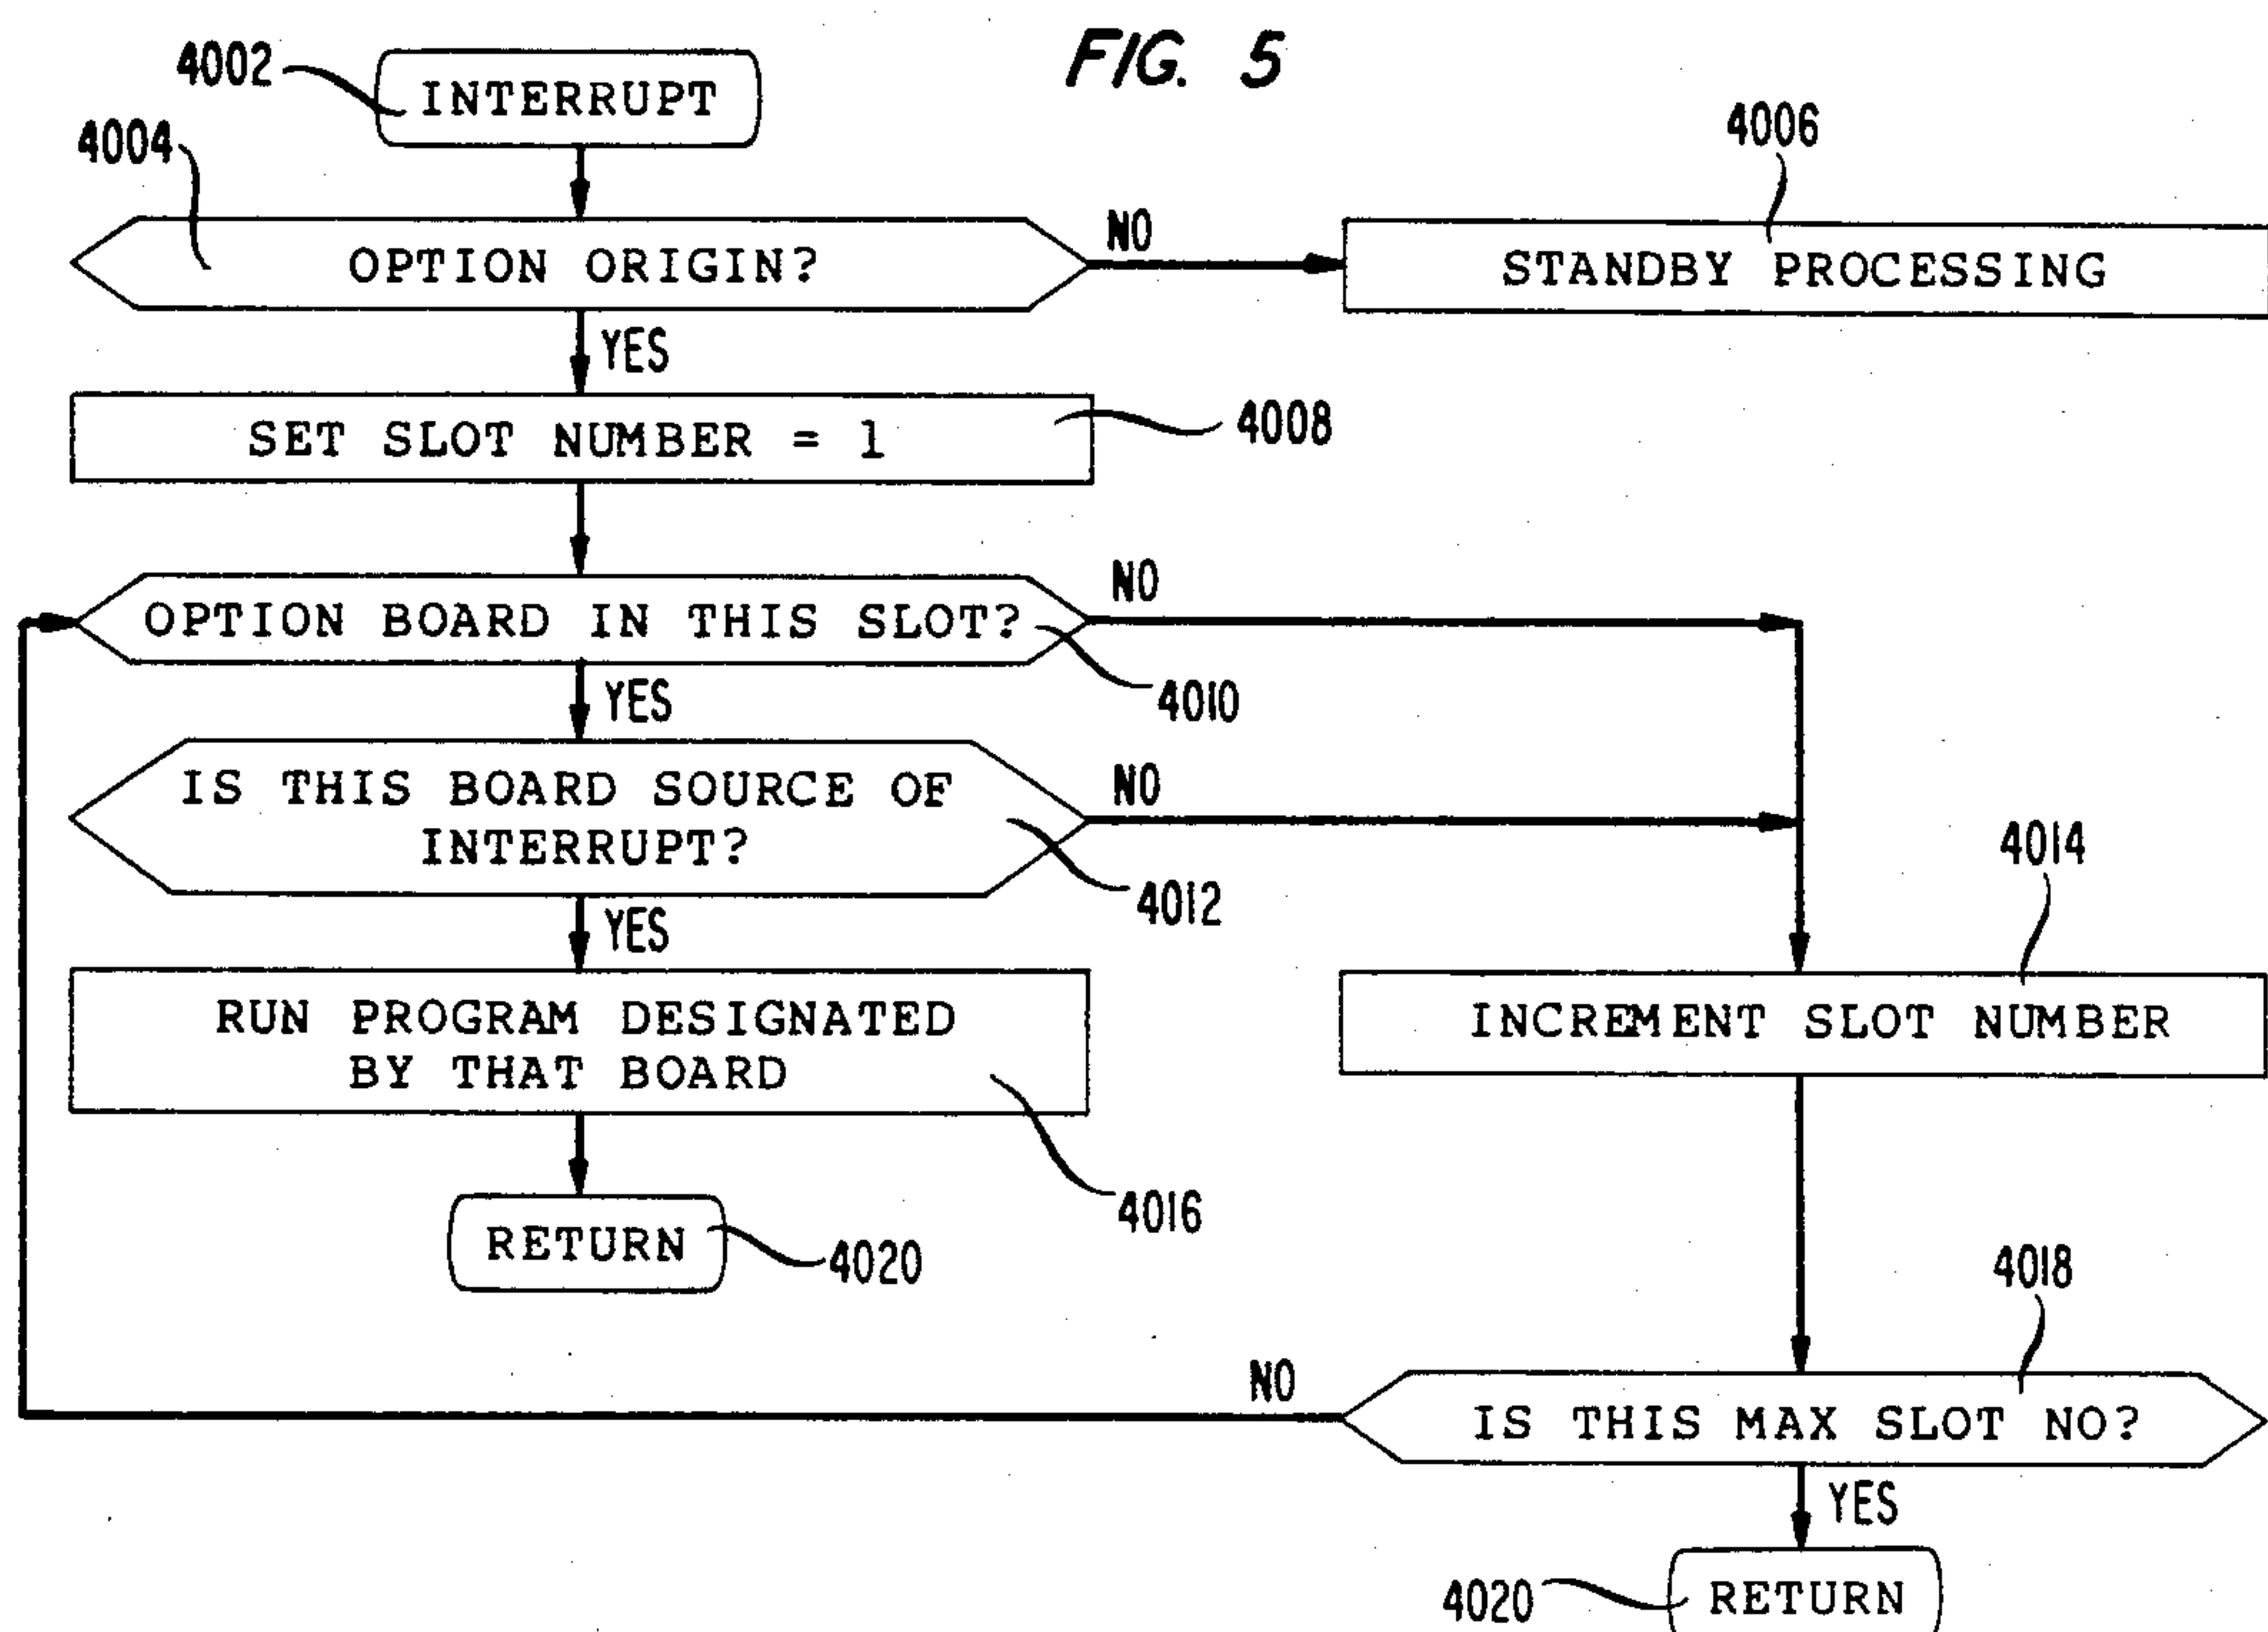 FIG. 5
4002
INTERRUPT
4004
4006
OPTION ORIGIN?
NO
STANDBY PROCESSING
YES
SET SLOT NUMBER = 1
4008
OPTION BOARD IN THIS SLOT?
NO
4010
YES
IS THIS BOARD SOURCE OF
INTERRUPT?
NO
4012
4014
YES
RUN PROGRAM DESIGNATED
BY THAT BOARD
INCREMENT SLOT NUMBER
4016
RETURN
4020
4018
NO
IS THIS MAX SLOT NO?
YES
4020
RETURN